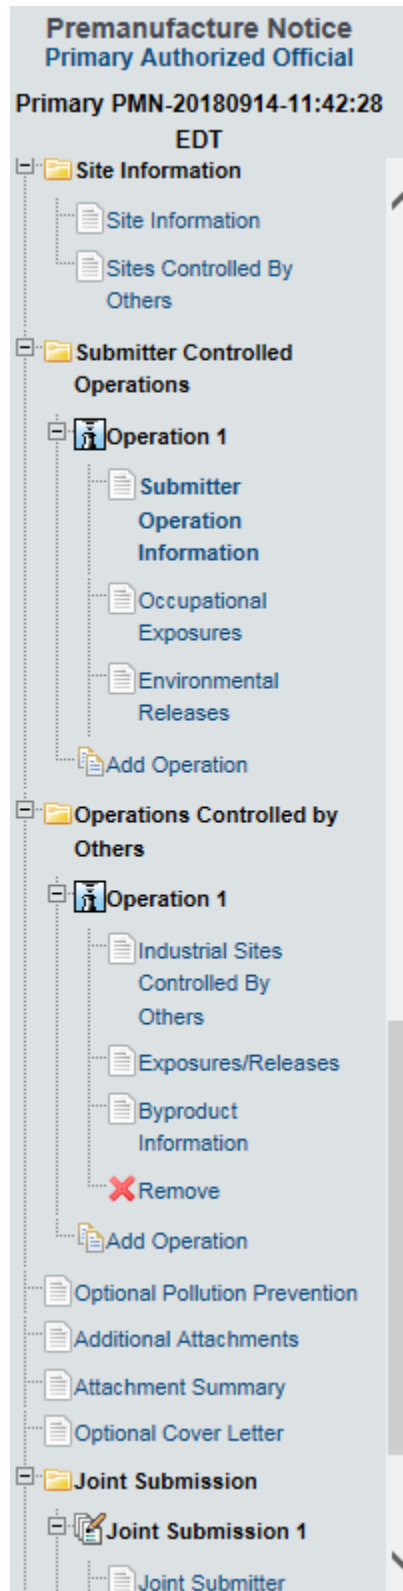 Premanufacture Notice
Primary Authorized Official
Primary PMN-20180914-11:42:28
EDT
Site Information
Site Information
Sites Controlled By
Others
Submitter Controlled
Operations
Operation 1
Submitter
Operation
Information
Occupational
Exposures
Environmental
Releases
Add Operation
Operations Controlled by
Others
Operation 1
Industrial Sites
Controlled By
Others
Exposures/Releases
Byproduct
Information
Remove
Add Operation
Optional Pollution Prevention
Additional Attachments
Attachment Summary
Optional Cover Letter
Joint Submission
Joint Submission 1
Joint Submitter